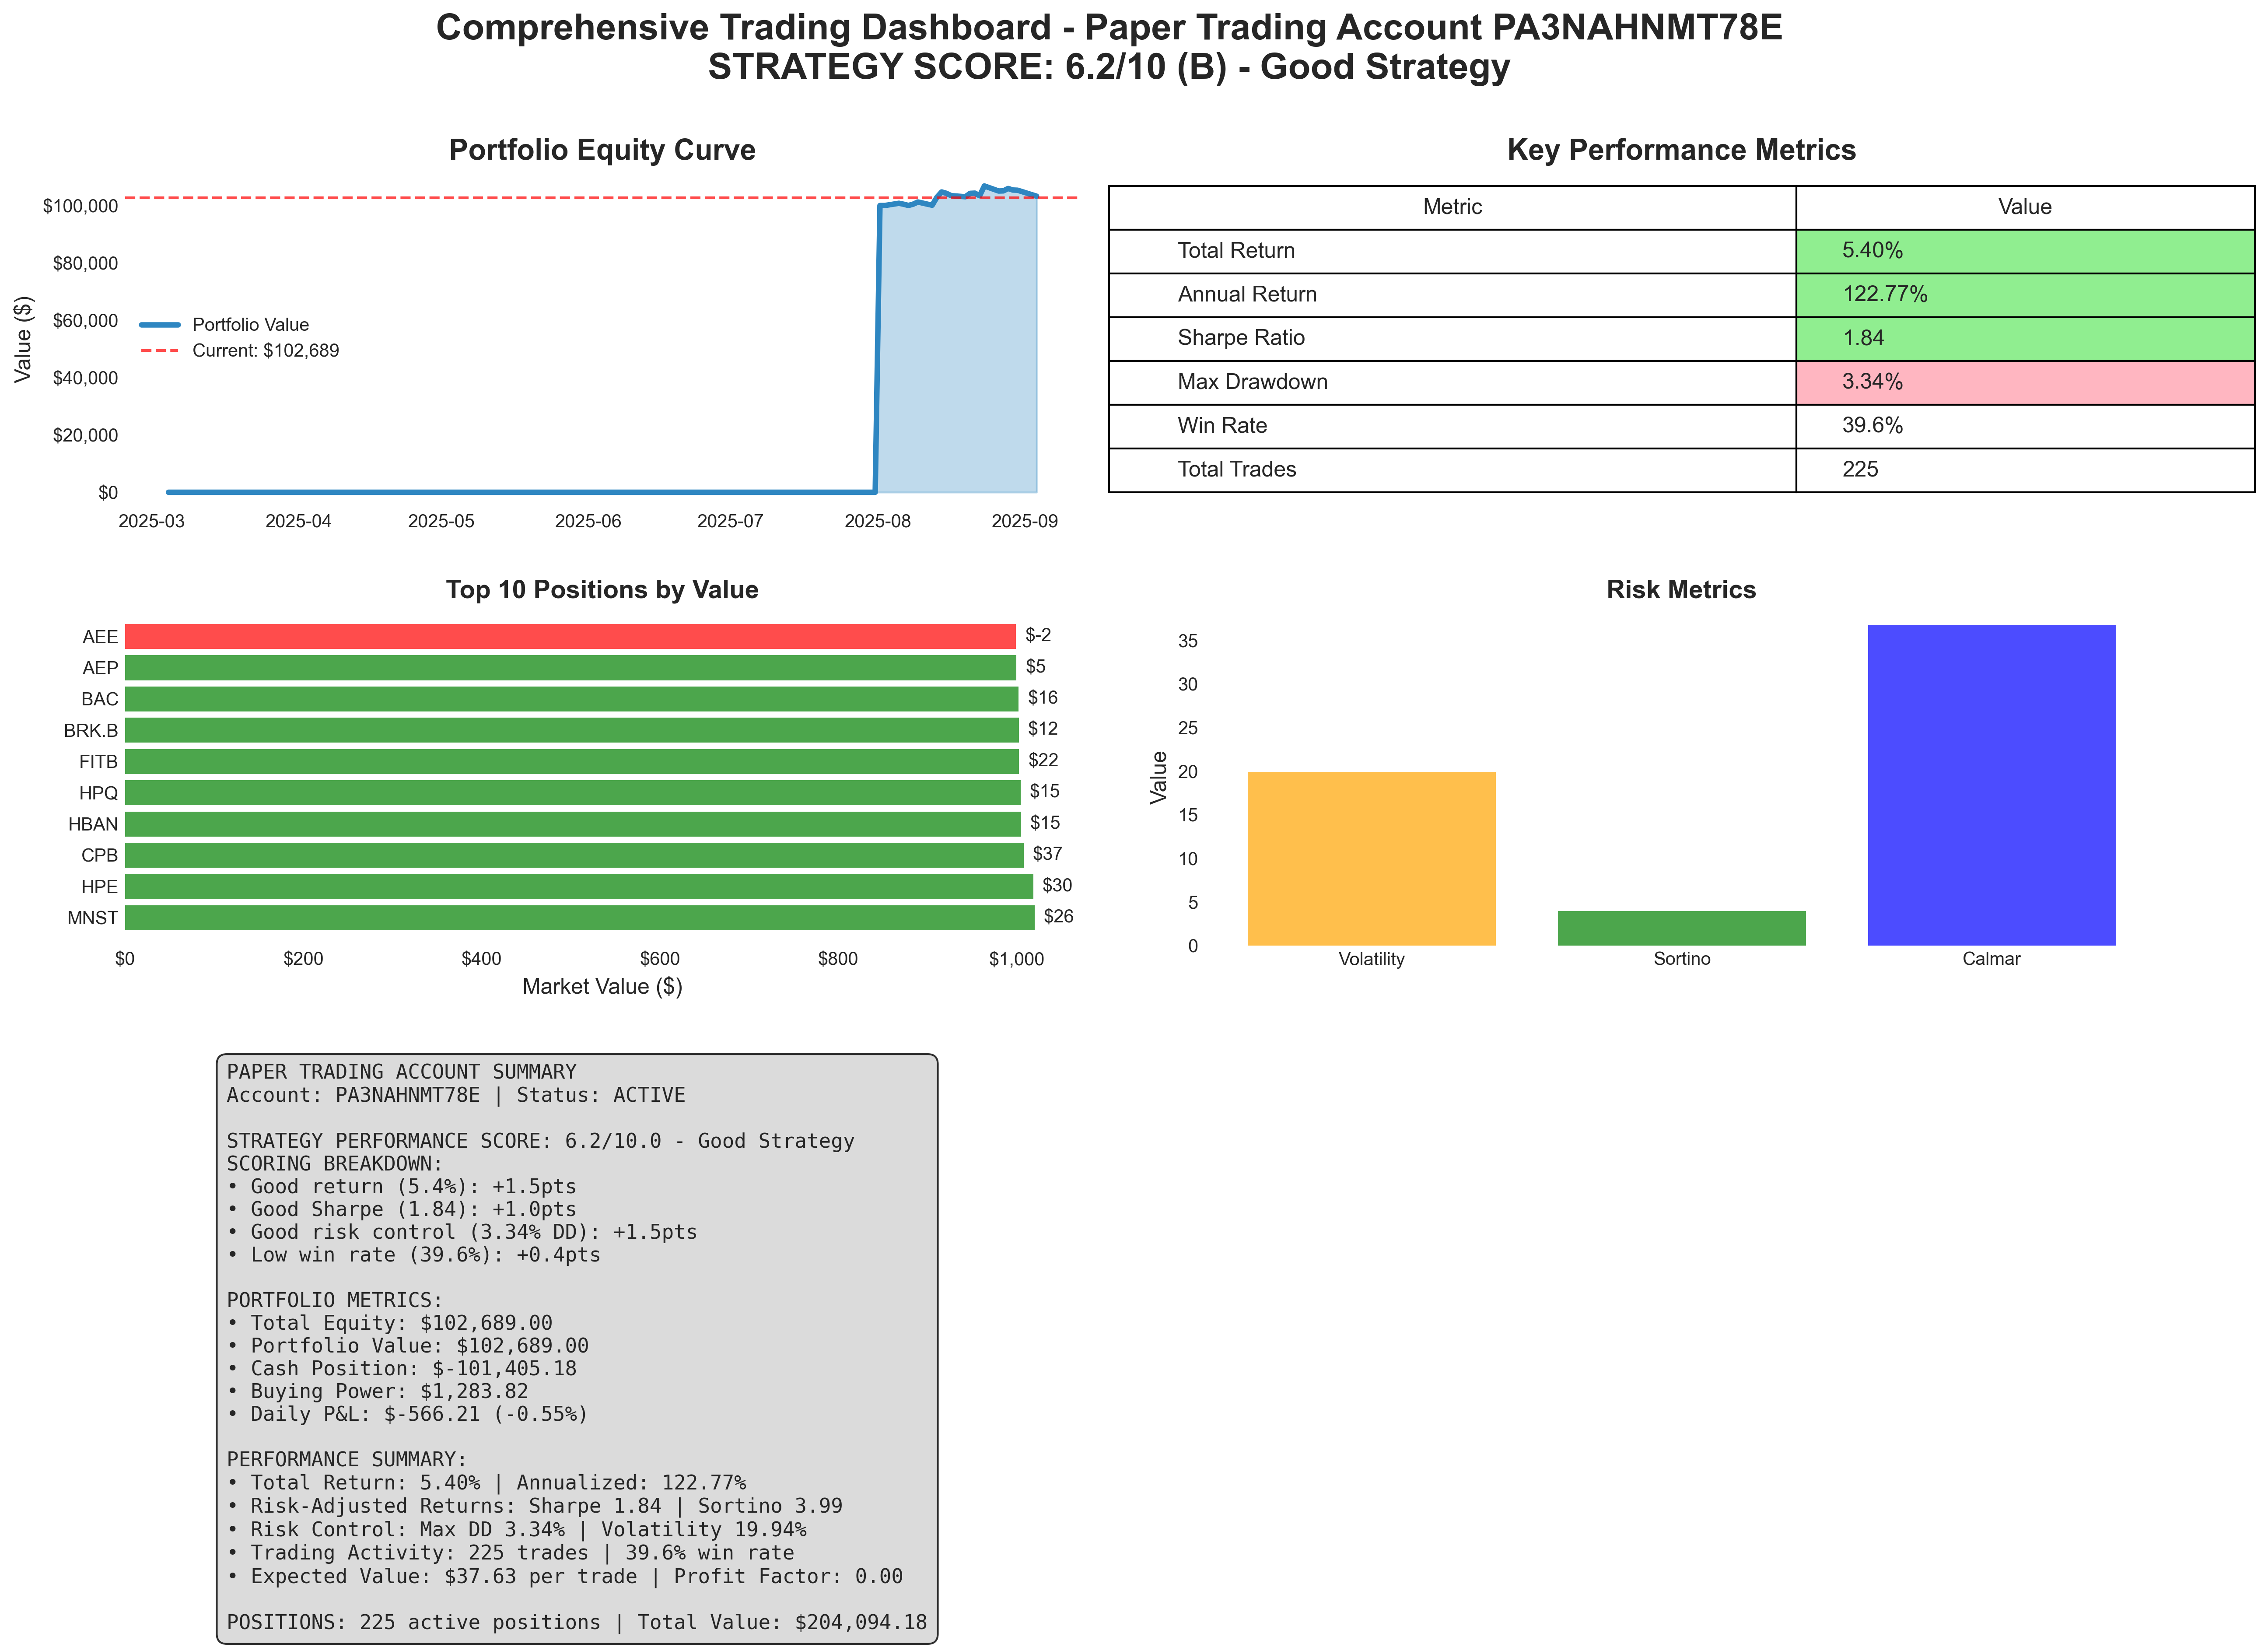 Comprehensive Trading Dashboard - Paper Trading Account PA3NAHNMT78E
STRATEGY SCORE: 6.2/10 (B) - Good Strategy
Portfolio Equity Curve
Value ($)
$100,000
$80,000
$60,000
$40,000
$20,000
$0
Portfolio Value
Current: $102,689
2025-03
2025-04
2025-05
2025-06
2025-07
2025-08
2025-09
Key Performance Metrics
Metric Value
Total Return 5.40%
Annual Return 122.77%
Sharpe Ratio 1.84
Max Drawdown 3.34%
Win Rate 39.6%
Total Trades 225
Top 10 Positions by Value
AEE $-2
AEP $5
BAC $16
BRK.B $12
FITB $22
HPQ $15
HBAN $15
CPB $37
HPE $30
MNST $26
$0
$200
$400
$600
$800
$1,000
Market Value ($)
Risk Metrics
Value
35
30
25
20
15
10
5
0
Volatility
Sortino
Calmar
PAPER TRADING ACCOUNT SUMMARY
Account: PA3NAHNMT78E | Status: ACTIVE
STRATEGY PERFORMANCE SCORE: 6.2/10.0 - Good Strategy
SCORING BREAKDOWN:
• Good return (5.4%): +1.5pts
• Good Sharpe (1.84): +1.0pts
• Good risk control (3.34% DD): +1.5pts
• Low win rate (39.6%): +0.4pts
PORTFOLIO METRICS:
• Total Equity: $102,689.00
• Portfolio Value: $102,689.00
• Cash Position: $-101,405.18
• Buying Power: $1,283.82
• Daily P&L: $-566.21 (-0.55%)
PERFORMANCE SUMMARY:
• Total Return: 5.40% | Annualized: 122.77%
• Risk-Adjusted Returns: Sharpe 1.84 | Sortino 3.99
• Risk Control: Max DD 3.34% | Volatility 19.94%
• Trading Activity: 225 trades | 39.6% win rate
• Expected Value: $37.63 per trade | Profit Factor: 0.00
POSITIONS: 225 active positions | Total Value: $204,094.18